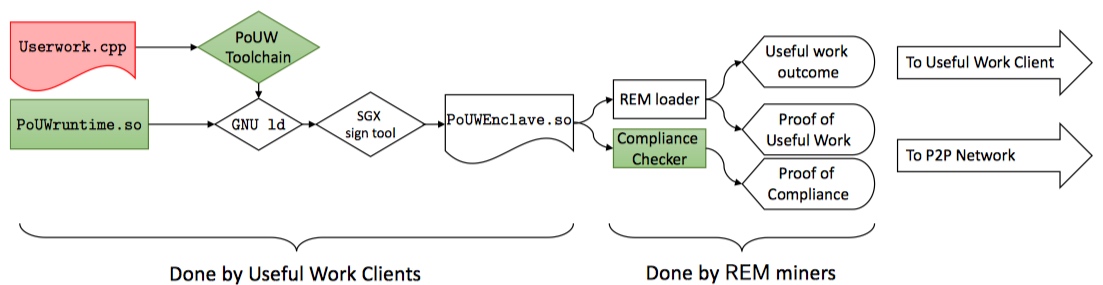 Userwork.cpp
PoUW
Toolchain
PoUWruntime.so
GNU ld
SGX
sign tool
PoUWEnclave.so
REM loader
Compliance
Checker
Useful work
outcome
Proof of
Useful Work
Proof of
Compliance
To Useful Work Client
To P2P Network
Done by Useful Work Clients
Done by REM miners